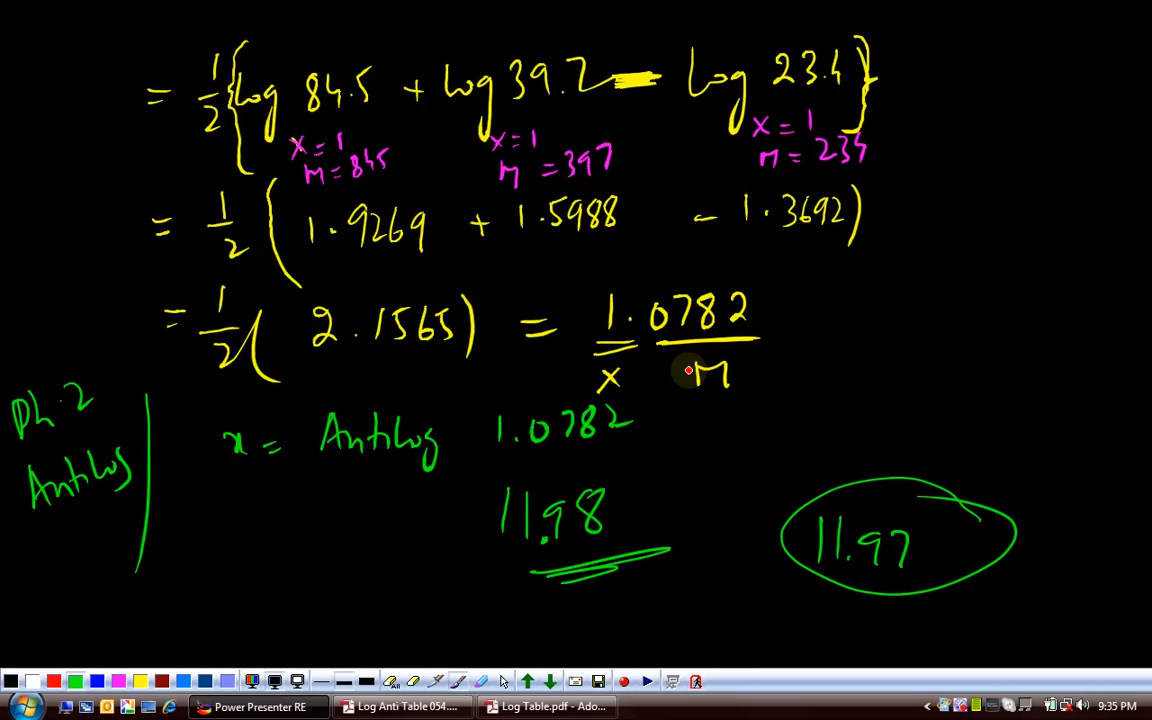 = 1/2 {log 84.5 + log 39.7 - log 23.4}
x = 1 x = 1 x = 1
m = 845 m = 397 m = 234
= 1/2 (1.9269 + 1.5988 - 1.3692)
= 1/2 (2.1565) = 1.0782
x M
Ph.2
Antilog
x = Antilog 1.0782
11.98
11.97
Power Presenter RE
Log Anti Table 054....
Log Table.pdf - Ado...
9:35 PM